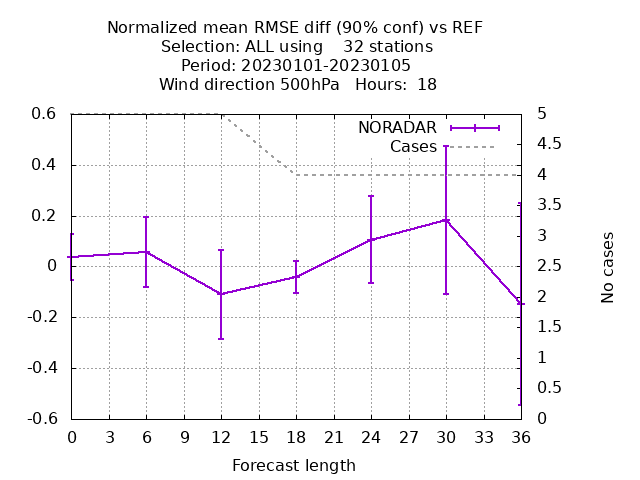 Normalized mean RMSE diff (90% conf) vs REF
Selection: ALL using    32 stations
Period: 20230101-20230105
Wind direction 500hPa   Hours:  18
NORADAR
Cases
0.6
0.4
0.2
0
-0.2
-0.4
-0.6
5
4.5
4
3.5
3
2.5
2
1.5
1
0.5
0
No cases
0 3 6 9 12 15 18 21 24 27 30 33 36
Forecast length